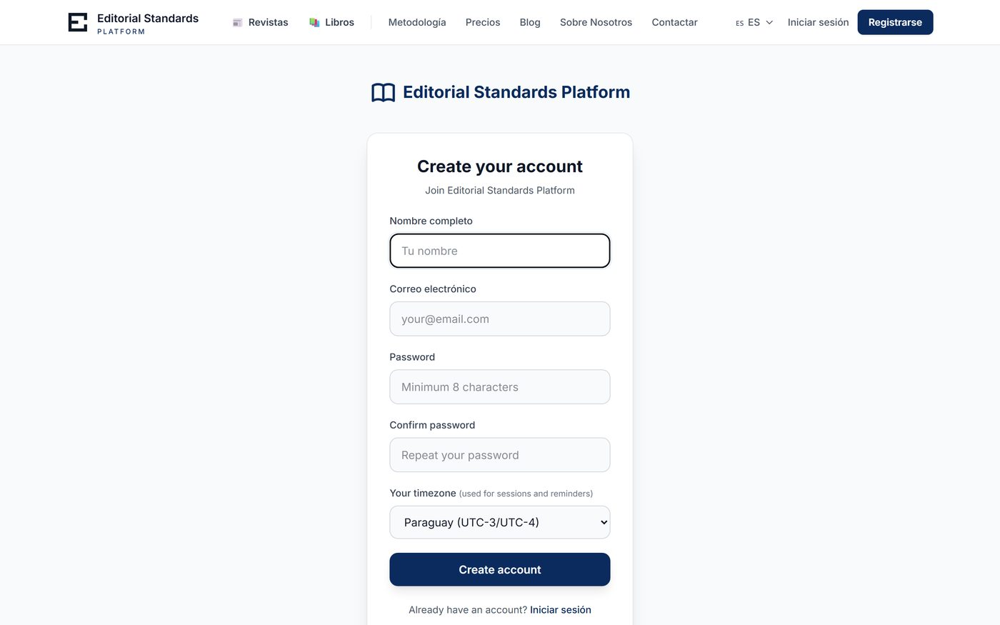 Editorial Standards
PLATFORM
Revistas
Libros
Metodología
Precios
Blog
Sobre Nosotros
Contactar
ES ES
Iniciar sesión
Registrarse
Editorial Standards Platform
Create your account
Join Editorial Standards Platform
Nombre completo
Tu nombre
Correo electrónico
your@email.com
Password
Minimum 8 characters
Confirm password
Repeat your password
Your timezone (used for sessions and reminders)
Paraguay (UTC-3/UTC-4)
Create account
Already have an account? Iniciar sesión